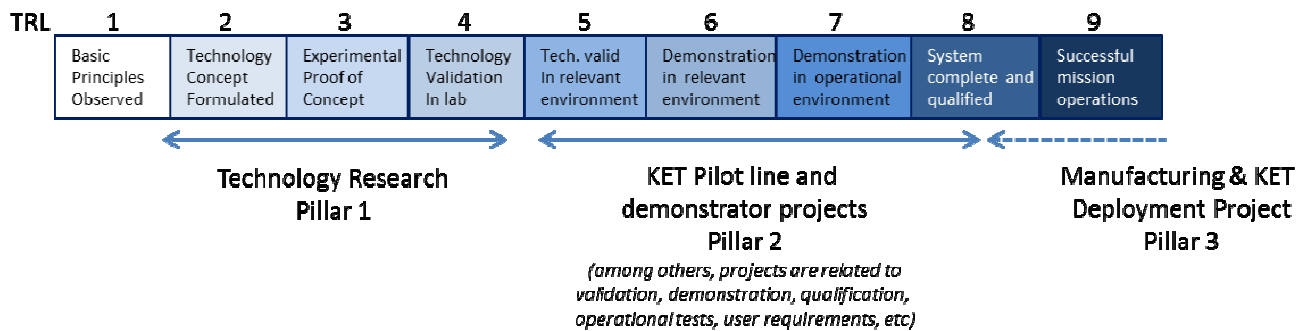 TRL 1 2 3 4 5 6 7 8 9
Basic
Principles
Observed
Technology
Concept
Formulated
Experimental
Proof of
Concept
Technology
Validation
In lab
Tech. valid
In relevant
environment
Demonstration
in relevant
environment
Demonstration
in operational
environment
System
complete and
qualified
Successful
mission
operations
Technology Research
Pillar 1
KET Pilot line and
demonstrator projects
Pillar 2
(among others, projects are related to
validation, demonstration, qualification,
operational tests, user requirements, etc)
Manufacturing & KET
Deployment Project
Pillar 3